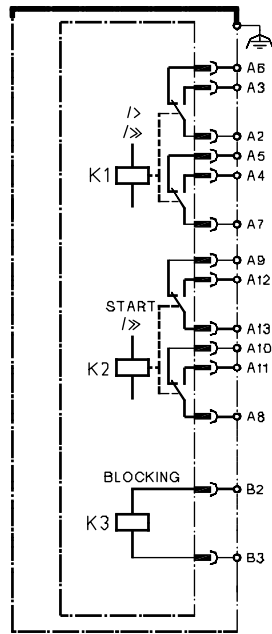 A6
A3
I>
I>>
A2
A5
K1
A4
A7
A9
A12
START
I>>
A13
A10
K2
A11
A8
BLOCKING
B2
K3
B3